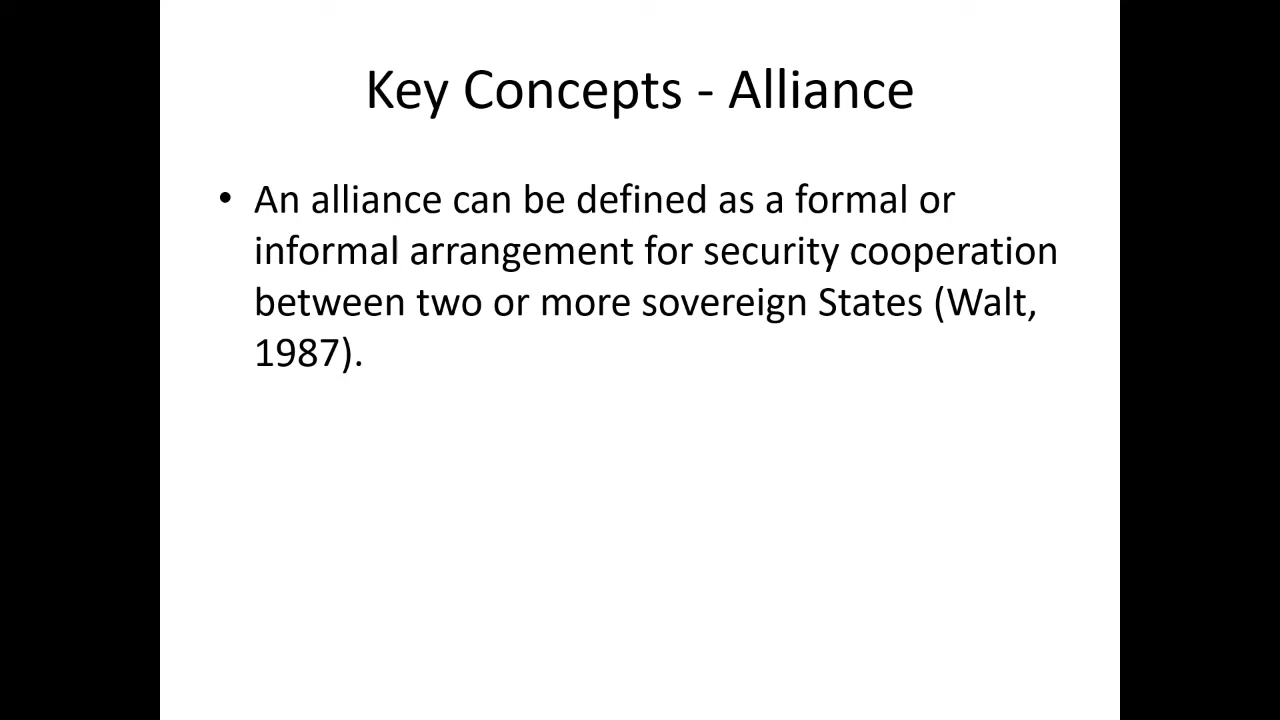 Key Concepts - Alliance
• An alliance can be defined as a formal or
informal arrangement for security cooperation
between two or more sovereign States (Walt,
1987).